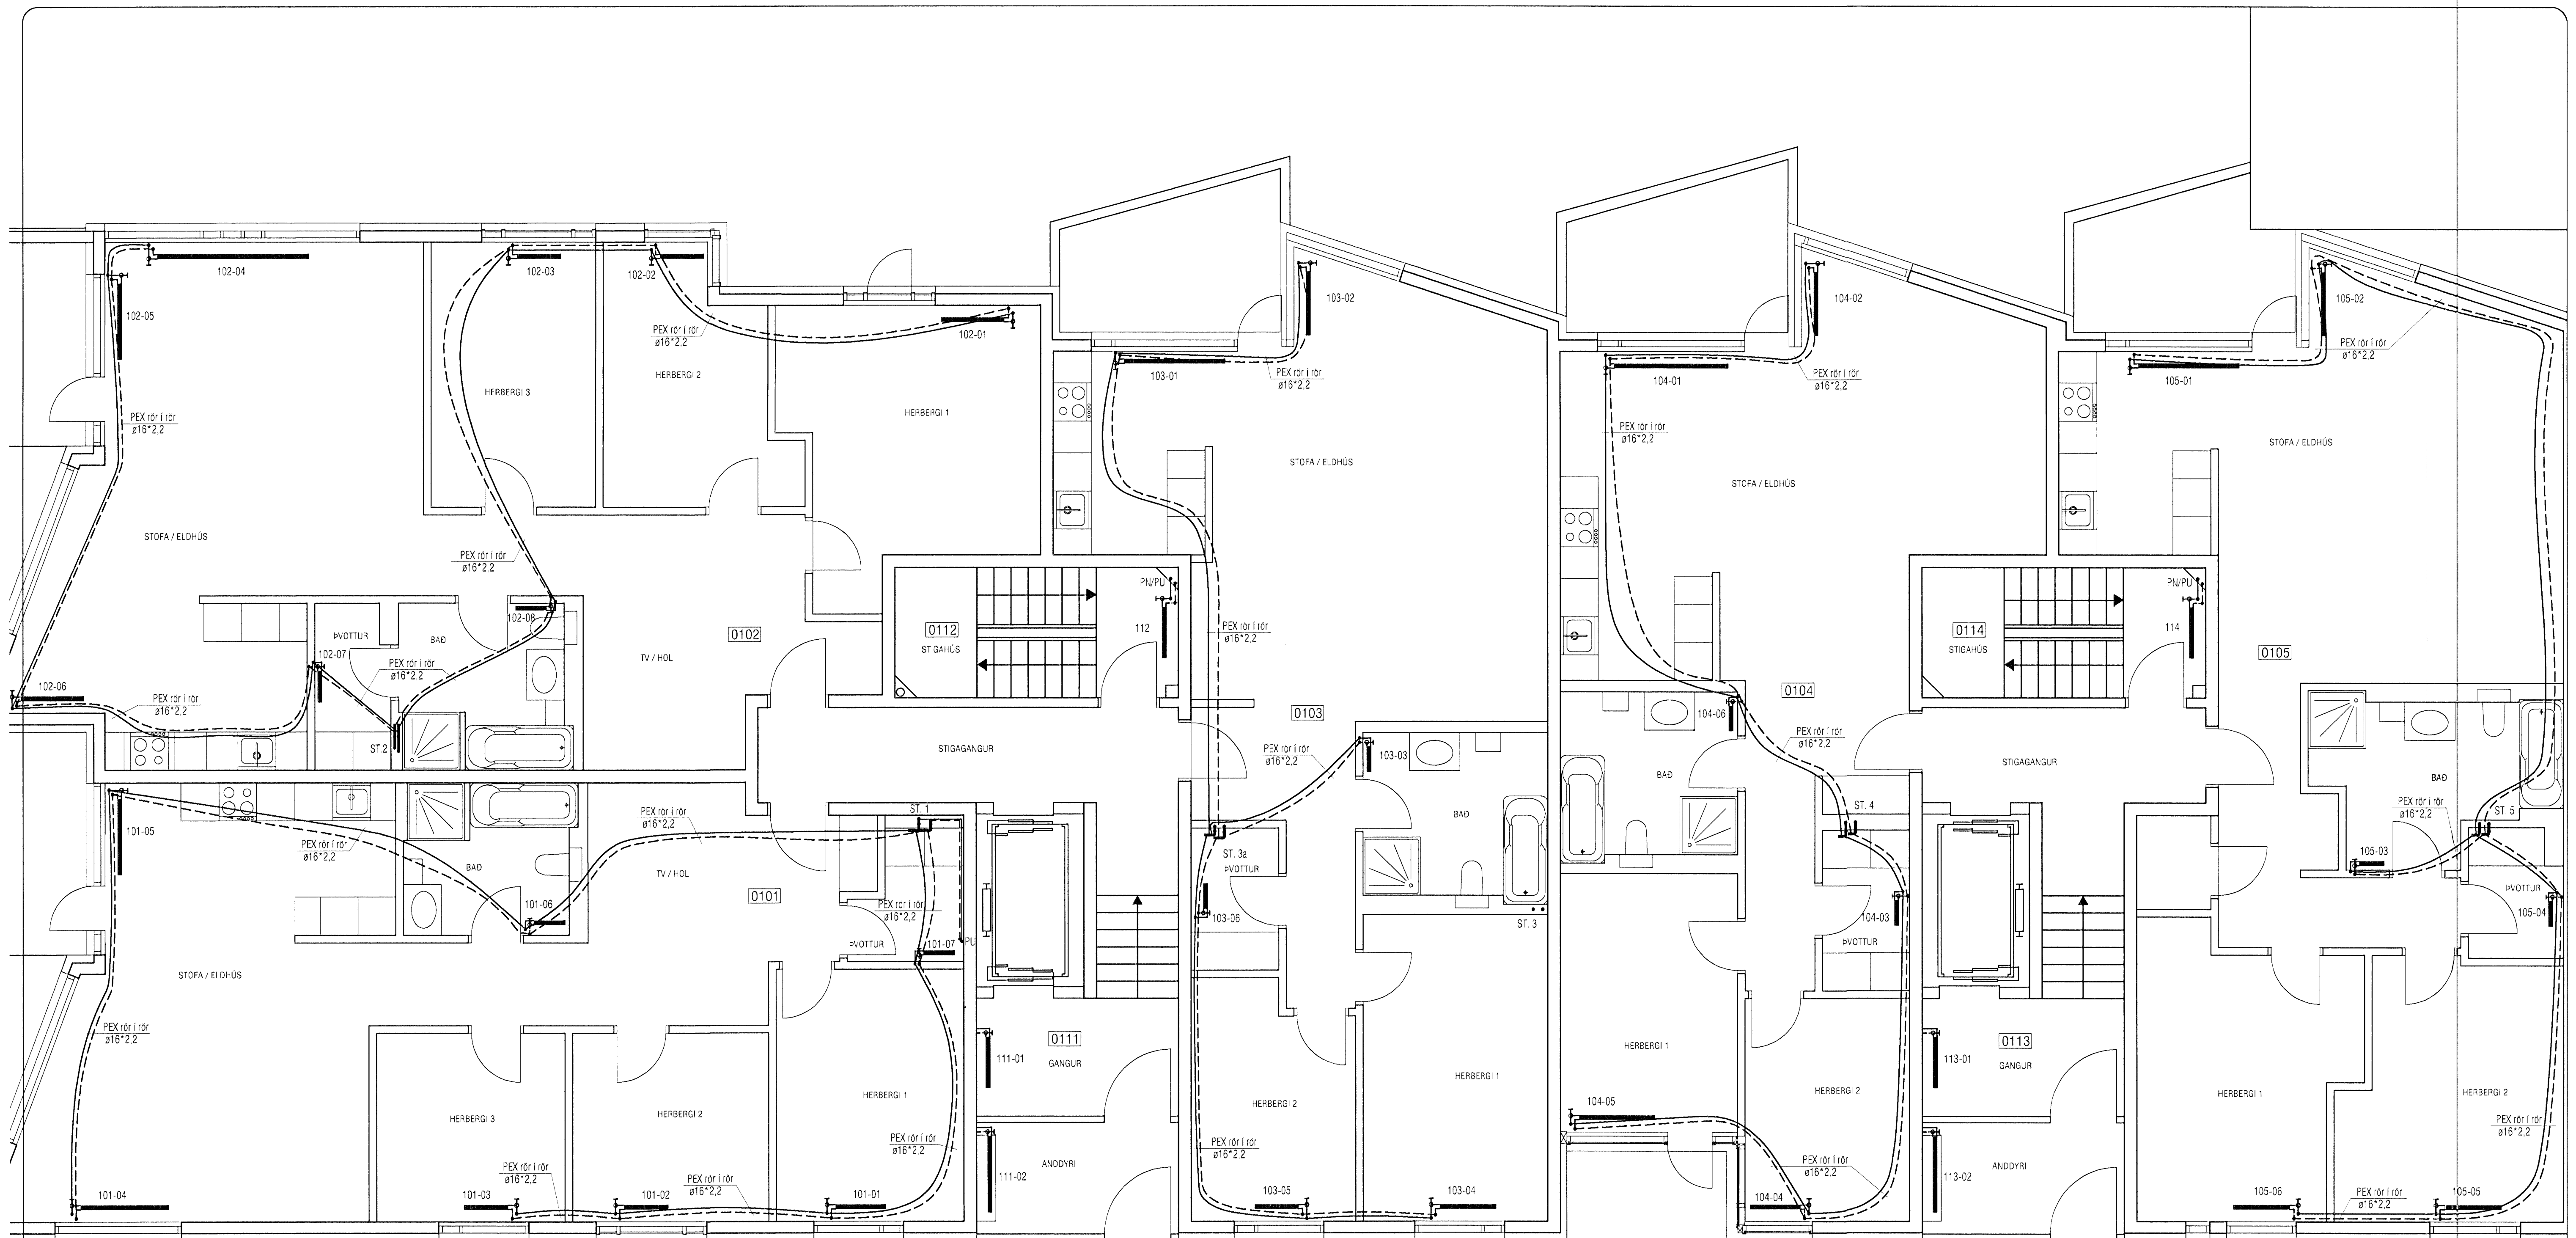 102-04
102-03
102-02
102-05
102-01
PEX rör í rör
ø16*2,2
HERBERGI 3
HERBERGI 2
HERBERGI 1
PEX rör í rör
ø16*2,2
STOFA / ELDHÚS
PEX rör í rör
ø16*2,2
102-08
ÞVOTTUR
BAÐ
102-07
PEX rör í rör
ø16*2,2
TV / HOL
0102
102-06
PEX rör í rör
ø16*2,2
ST 2
0112
STIGAHÚS
112
PN/PU
STIGAGANGUR
101-05
PEX rör í rör
ø16*2,2
BAÐ
PEX rör í rör
ø16*2,2
TV / HOL
0101
101-06
ST. 1
PEX rör í rör
ø16*2,2
ÞVOTTUR
101-07
PU
STOFA / ELDHÚS
PEX rör í rör
ø16*2,2
HERBERGI 3
HERBERGI 2
HERBERGI 1
PEX rör í rör
ø16*2,2
101-04
101-03
PEX rör í rör
ø16*2,2
101-02
PEX rör í rör
ø16*2,2
101-01
111-01
0111
GANGUR
111-02
ANDDYRI
103-02
103-01
PEX rör í rör
ø16*2,2
STOFA / ELDHÚS
PEX rör í rör
ø16*2,2
0103
PEX rör í rör
ø16*2,2
103-03
BAÐ
ST. 3a
ÞVOTTUR
103-06
ST. 3
HERBERGI 2
HERBERGI 1
PEX rör í rör
ø16*2,2
103-05
103-04
104-02
104-01
PEX rör í rör
ø16*2,2
PEX rör í rör
ø16*2,2
STOFA / ELDHÚS
0104
104-06
PEX rör í rör
ø16*2,2
BAÐ
ST. 4
104-03
ÞVOTTUR
HERBERGI 1
HERBERGI 2
104-05
PEX rör í rör
ø16*2,2
104-04
0114
STIGAHÚS
PN/PU
114
STIGAGANGUR
113-01
0113
GANGUR
113-02
ANDDYRI
105-02
PEX rör í rör
ø16*2,2
105-01
STOFA / ELDHÚS
0105
BAÐ
PEX rör í rör
ø16*2,2
ST. 5
105-03
ÞVOTTUR
105-04
HERBERGI 1
HERBERGI 2
PEX rör í rör
ø16*2,2
105-06
PEX rör í rör
ø16*2,2
105-05